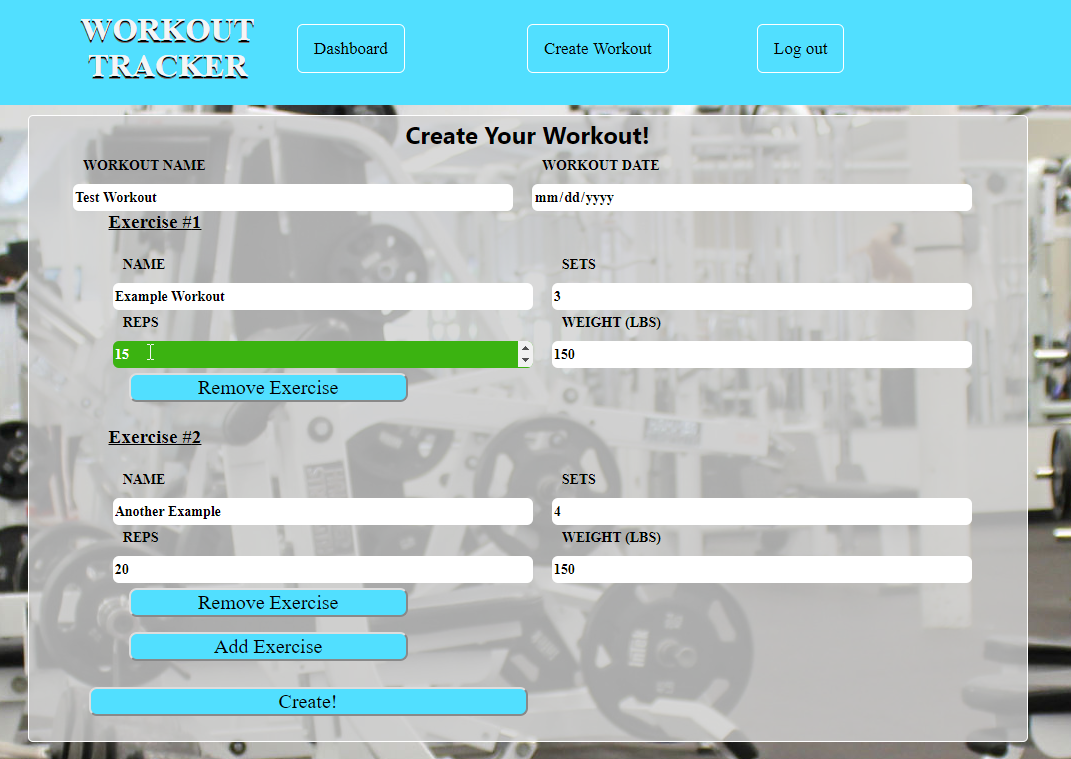 WORKOUT
TRACKER
Dashboard
Create Workout
Log out
Create Your Workout!
WORKOUT NAME
WORKOUT DATE
Test Workout
mm/dd/yyyy
Exercise #1
NAME
SETS
Example Workout
3
REPS
WEIGHT (LBS)
15
150
Remove Exercise
Exercise #2
NAME
SETS
Another Example
4
REPS
WEIGHT (LBS)
20
150
Remove Exercise
Add Exercise
Create!